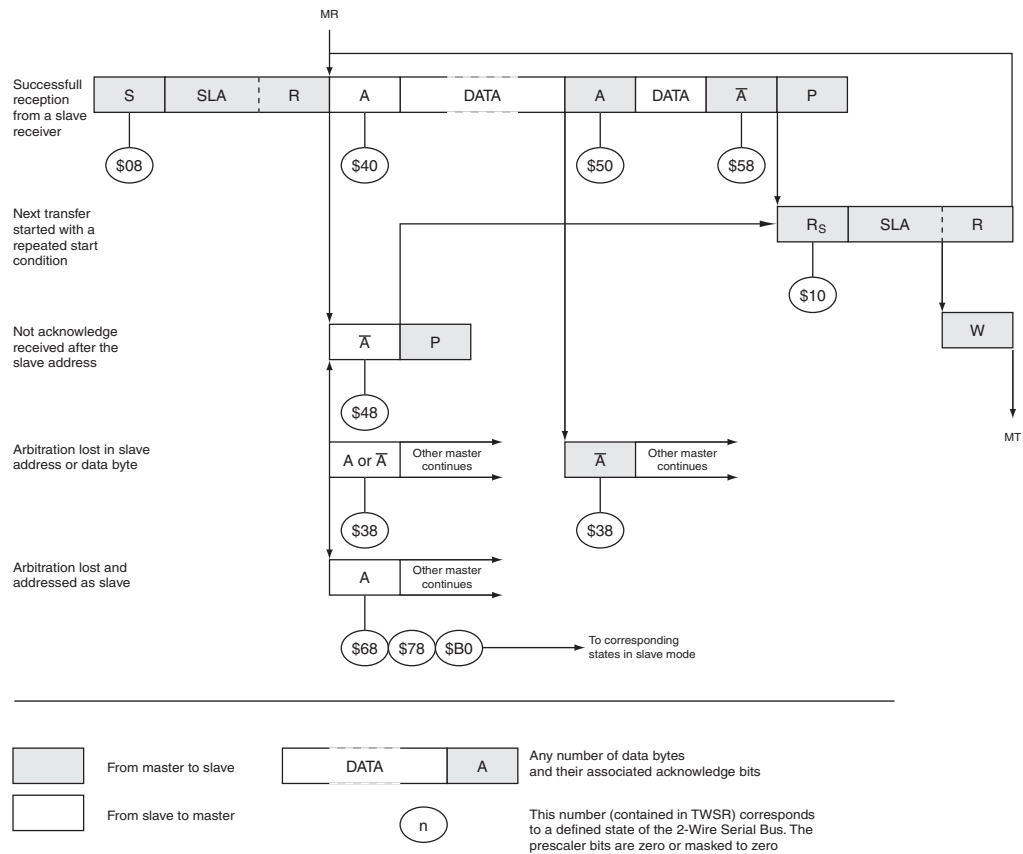 MR
Successfull
reception
from a slave
receiver
S SLA R A DATA A DATA A̅ P
$08 $40 $50 $58
Next transfer
started with a
repeated start
condition
RS SLA R
$10
Not acknowledge
received after the
slave address
A̅ P
W
$48
MT
Arbitration lost in slave
address or data byte
A or A̅
Other master
continues
A̅
Other master
continues
$38 $38
Arbitration lost and
addressed as slave
A
Other master
continues
$68 $78 $B0
To corresponding
states in slave mode
From master to slave
DATA A
Any number of data bytes
and their associated acknowledge bits
From slave to master
n
This number (contained in TWSR) corresponds
to a defined state of the 2-Wire Serial Bus. The
prescaler bits are zero or masked to zero